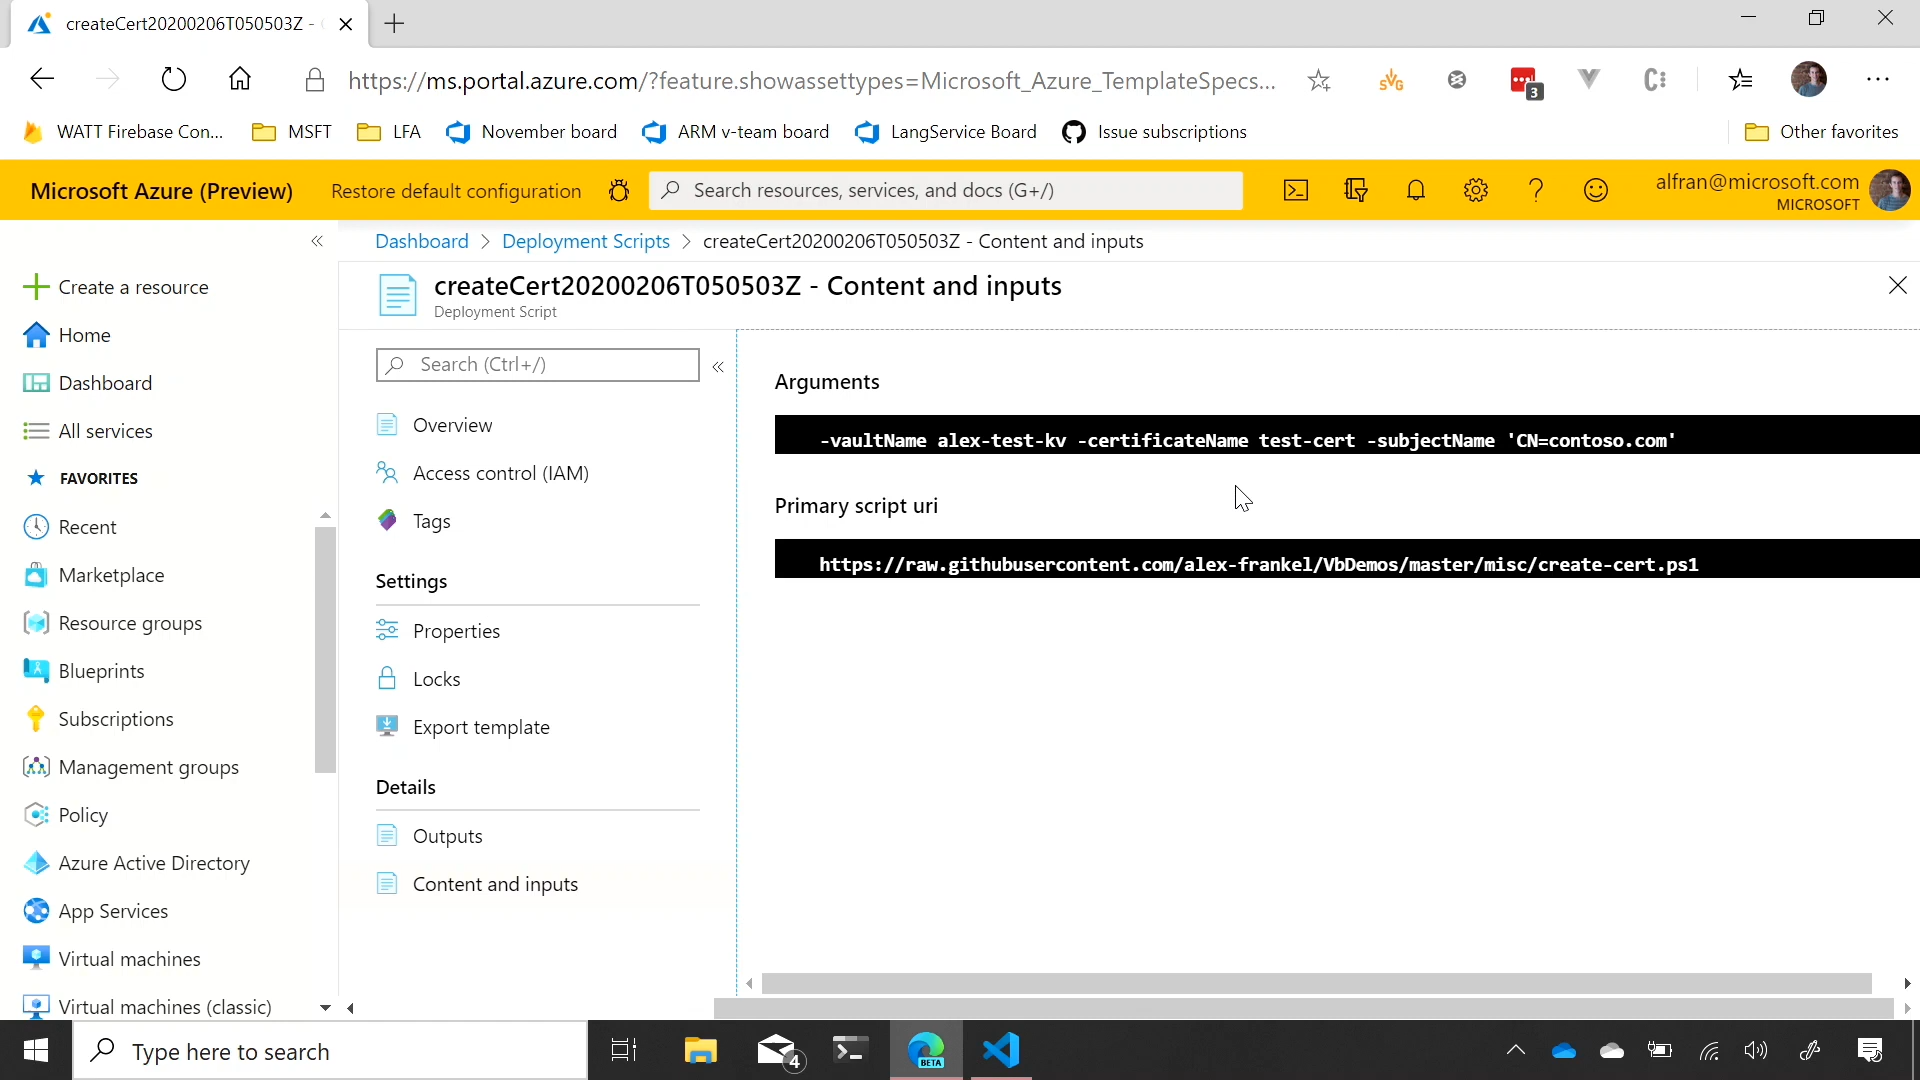 createCert20200206T050503Z -
https://ms.portal.azure.com/?feature.showassettypes=Microsoft_Azure_TemplateSpecs...
3
WATT Firebase Con...
MSFT
LFA
November board
ARM v-team board
LangService Board
Issue subscriptions
Other favorites
Microsoft Azure (Preview)
Restore default configuration
Search resources, services, and docs (G+/)
alfran@microsoft.com
MICROSOFT
Dashboard > Deployment Scripts > createCert20200206T050503Z - Content and inputs
createCert20200206T050503Z - Content and inputs
Deployment Script
Create a resource
Home
Dashboard
All services
FAVORITES
Recent
Marketplace
Resource groups
Blueprints
Subscriptions
Management groups
Policy
Azure Active Directory
App Services
Virtual machines
Virtual machines (classic)
Search (Ctrl+/)
Overview
Access control (IAM)
Tags
Settings
Properties
Locks
Export template
Details
Outputs
Content and inputs
Arguments
-vaultName alex-test-kv -certificateName test-cert -subjectName 'CN=contoso.com'
Primary script uri
https://raw.githubusercontent.com/alex-frankel/VbDemos/master/misc/create-cert.ps1
Type here to search
4
BETA